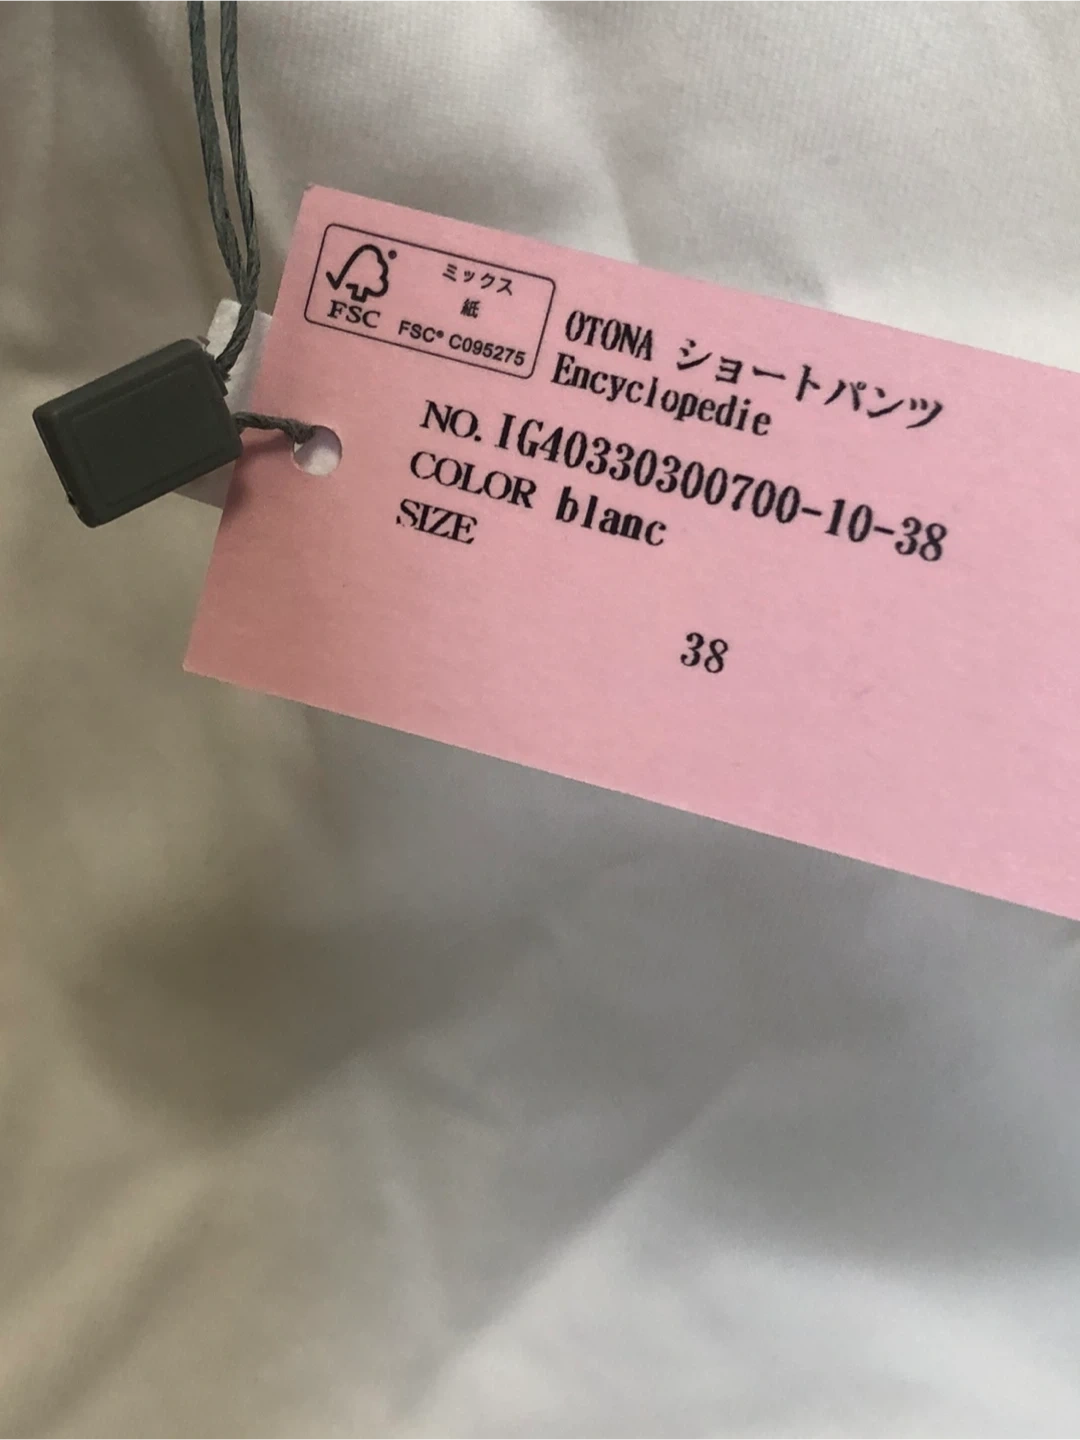 FSC
ミックス
紙
FSC® C095275
OTONA ショートパンツ
Encyclopedie
NO. IG40330300700-10-38
COLOR blanc
SIZE
38